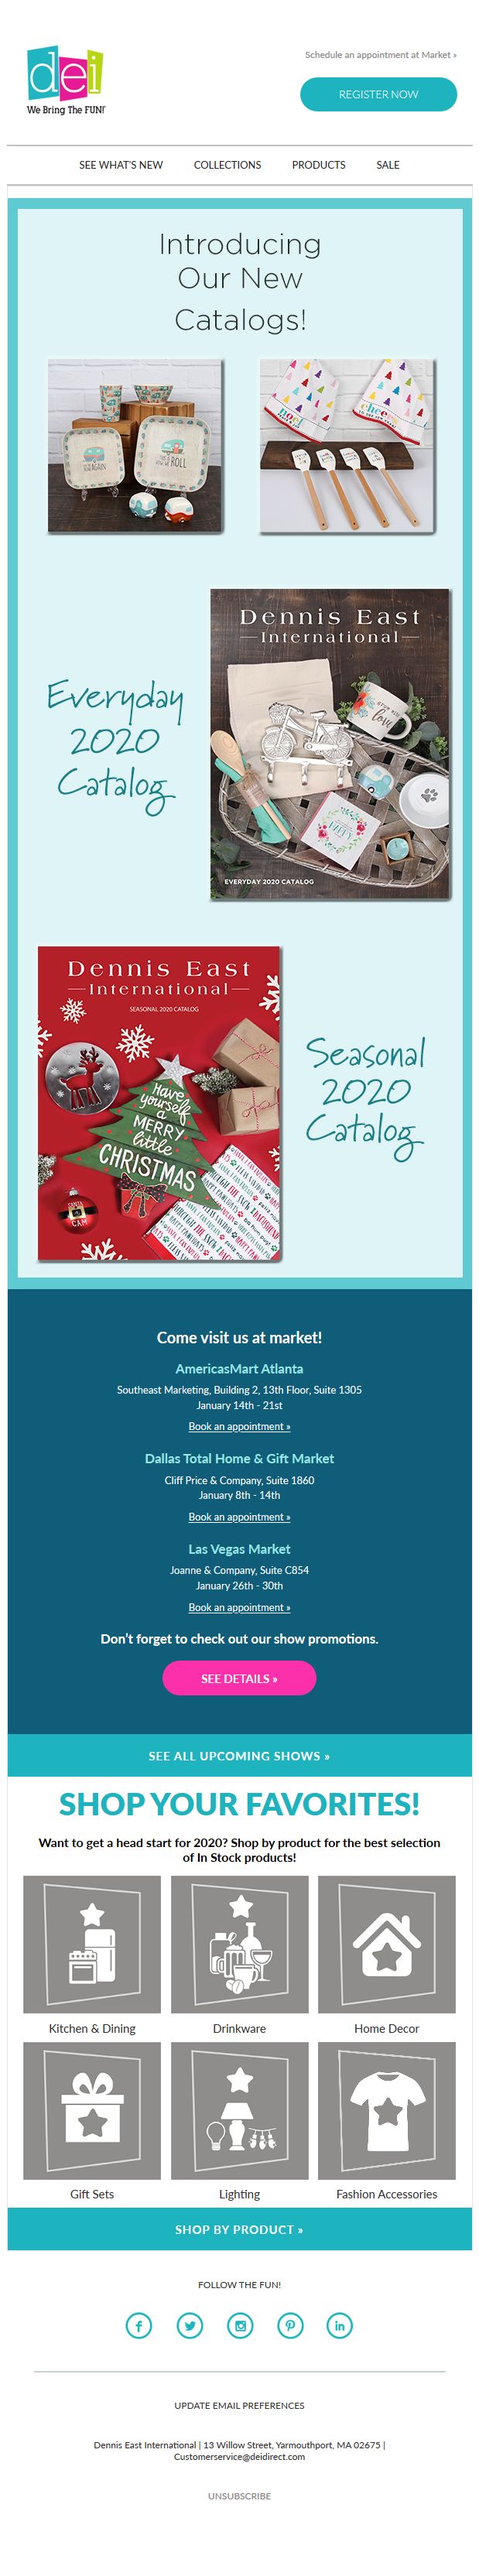 dei
We Bring The FUN!
Schedule an appointment at Market »
REGISTER NOW
SEE WHAT'S NEW
COLLECTIONS
PRODUCTS
SALE
Introducing
Our New
Catalogs!
ROLL
noel
cheers
Everyday
2020
Catalog
Dennis East
International
love
HAPPY
EVERYDAY 2020 CATALOG
Dennis East
International
SEASONAL 2020 CATALOG
Have
yourself
a
MERRY
little
CHRISTMAS
SANTA
CAM
Seasonal
2020
Catalog
Come visit us at market!
AmericasMart Atlanta
Southeast Marketing, Building 2, 13th Floor, Suite 1305
January 14th - 21st
Book an appointment »
Dallas Total Home & Gift Market
Cliff Price & Company, Suite 1860
January 8th - 14th
Book an appointment »
Las Vegas Market
Joanne & Company, Suite C854
January 26th - 30th
Book an appointment »
Don't forget to check out our show promotions.
SEE DETAILS »
SEE ALL UPCOMING SHOWS »
SHOP YOUR FAVORITES!
Want to get a head start for 2020? Shop by product for the best selection
of In Stock products!
Kitchen & Dining
Drinkware
Home Decor
Gift Sets
Lighting
Fashion Accessories
SHOP BY PRODUCT »
FOLLOW THE FUN!
UPDATE EMAIL PREFERENCES
Dennis East International | 13 Willow Street, Yarmouthport, MA 02675 |
Customerservice@deidirect.com
UNSUBSCRIBE